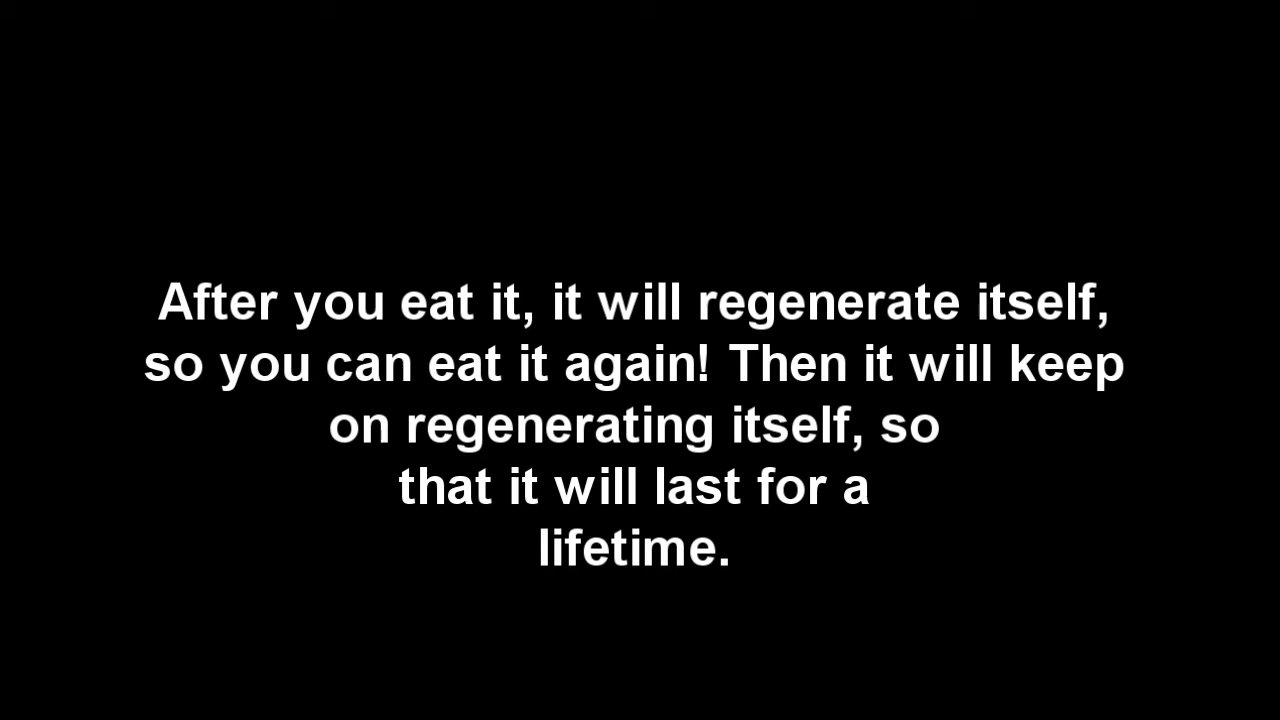 After you eat it, it will regenerate itself,
so you can eat it again! Then it will keep
on regenerating itself, so
that it will last for a
lifetime.